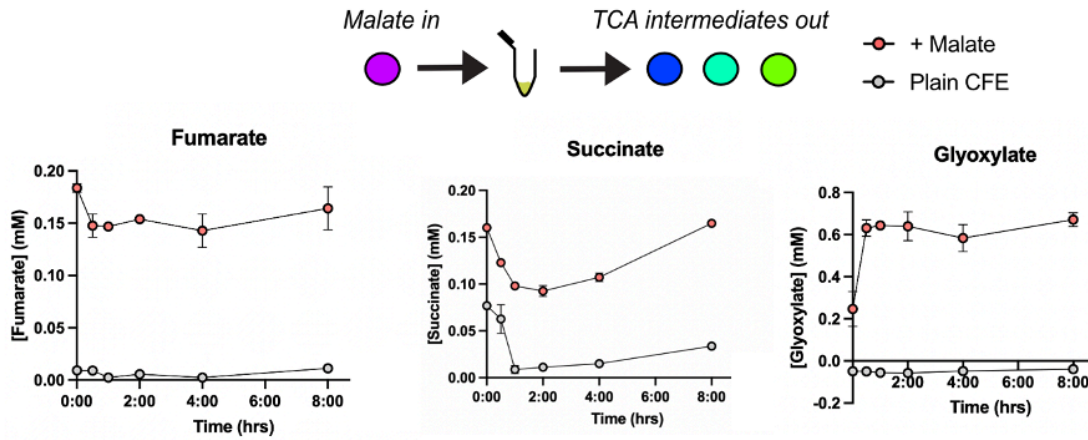 Malate in
TCA intermediates out
+ Malate
Plain CFE
Fumarate
[Fumarate] (mM)
0.20
0.15
0.10
0.05
0.00
0:00 2:00 4:00 6:00 8:00
Time (hrs)
Succinate
[Succinate] (mM)
0.20
0.15
0.10
0.05
0.00
0:00 2:00 4:00 6:00 8:00
Time (hrs)
Glyoxylate
[Glyoxylate] (mM)
0.8
0.6
0.4
0.2
0.0
-0.2
2:00 4:00 6:00 8:00
Time (hrs)